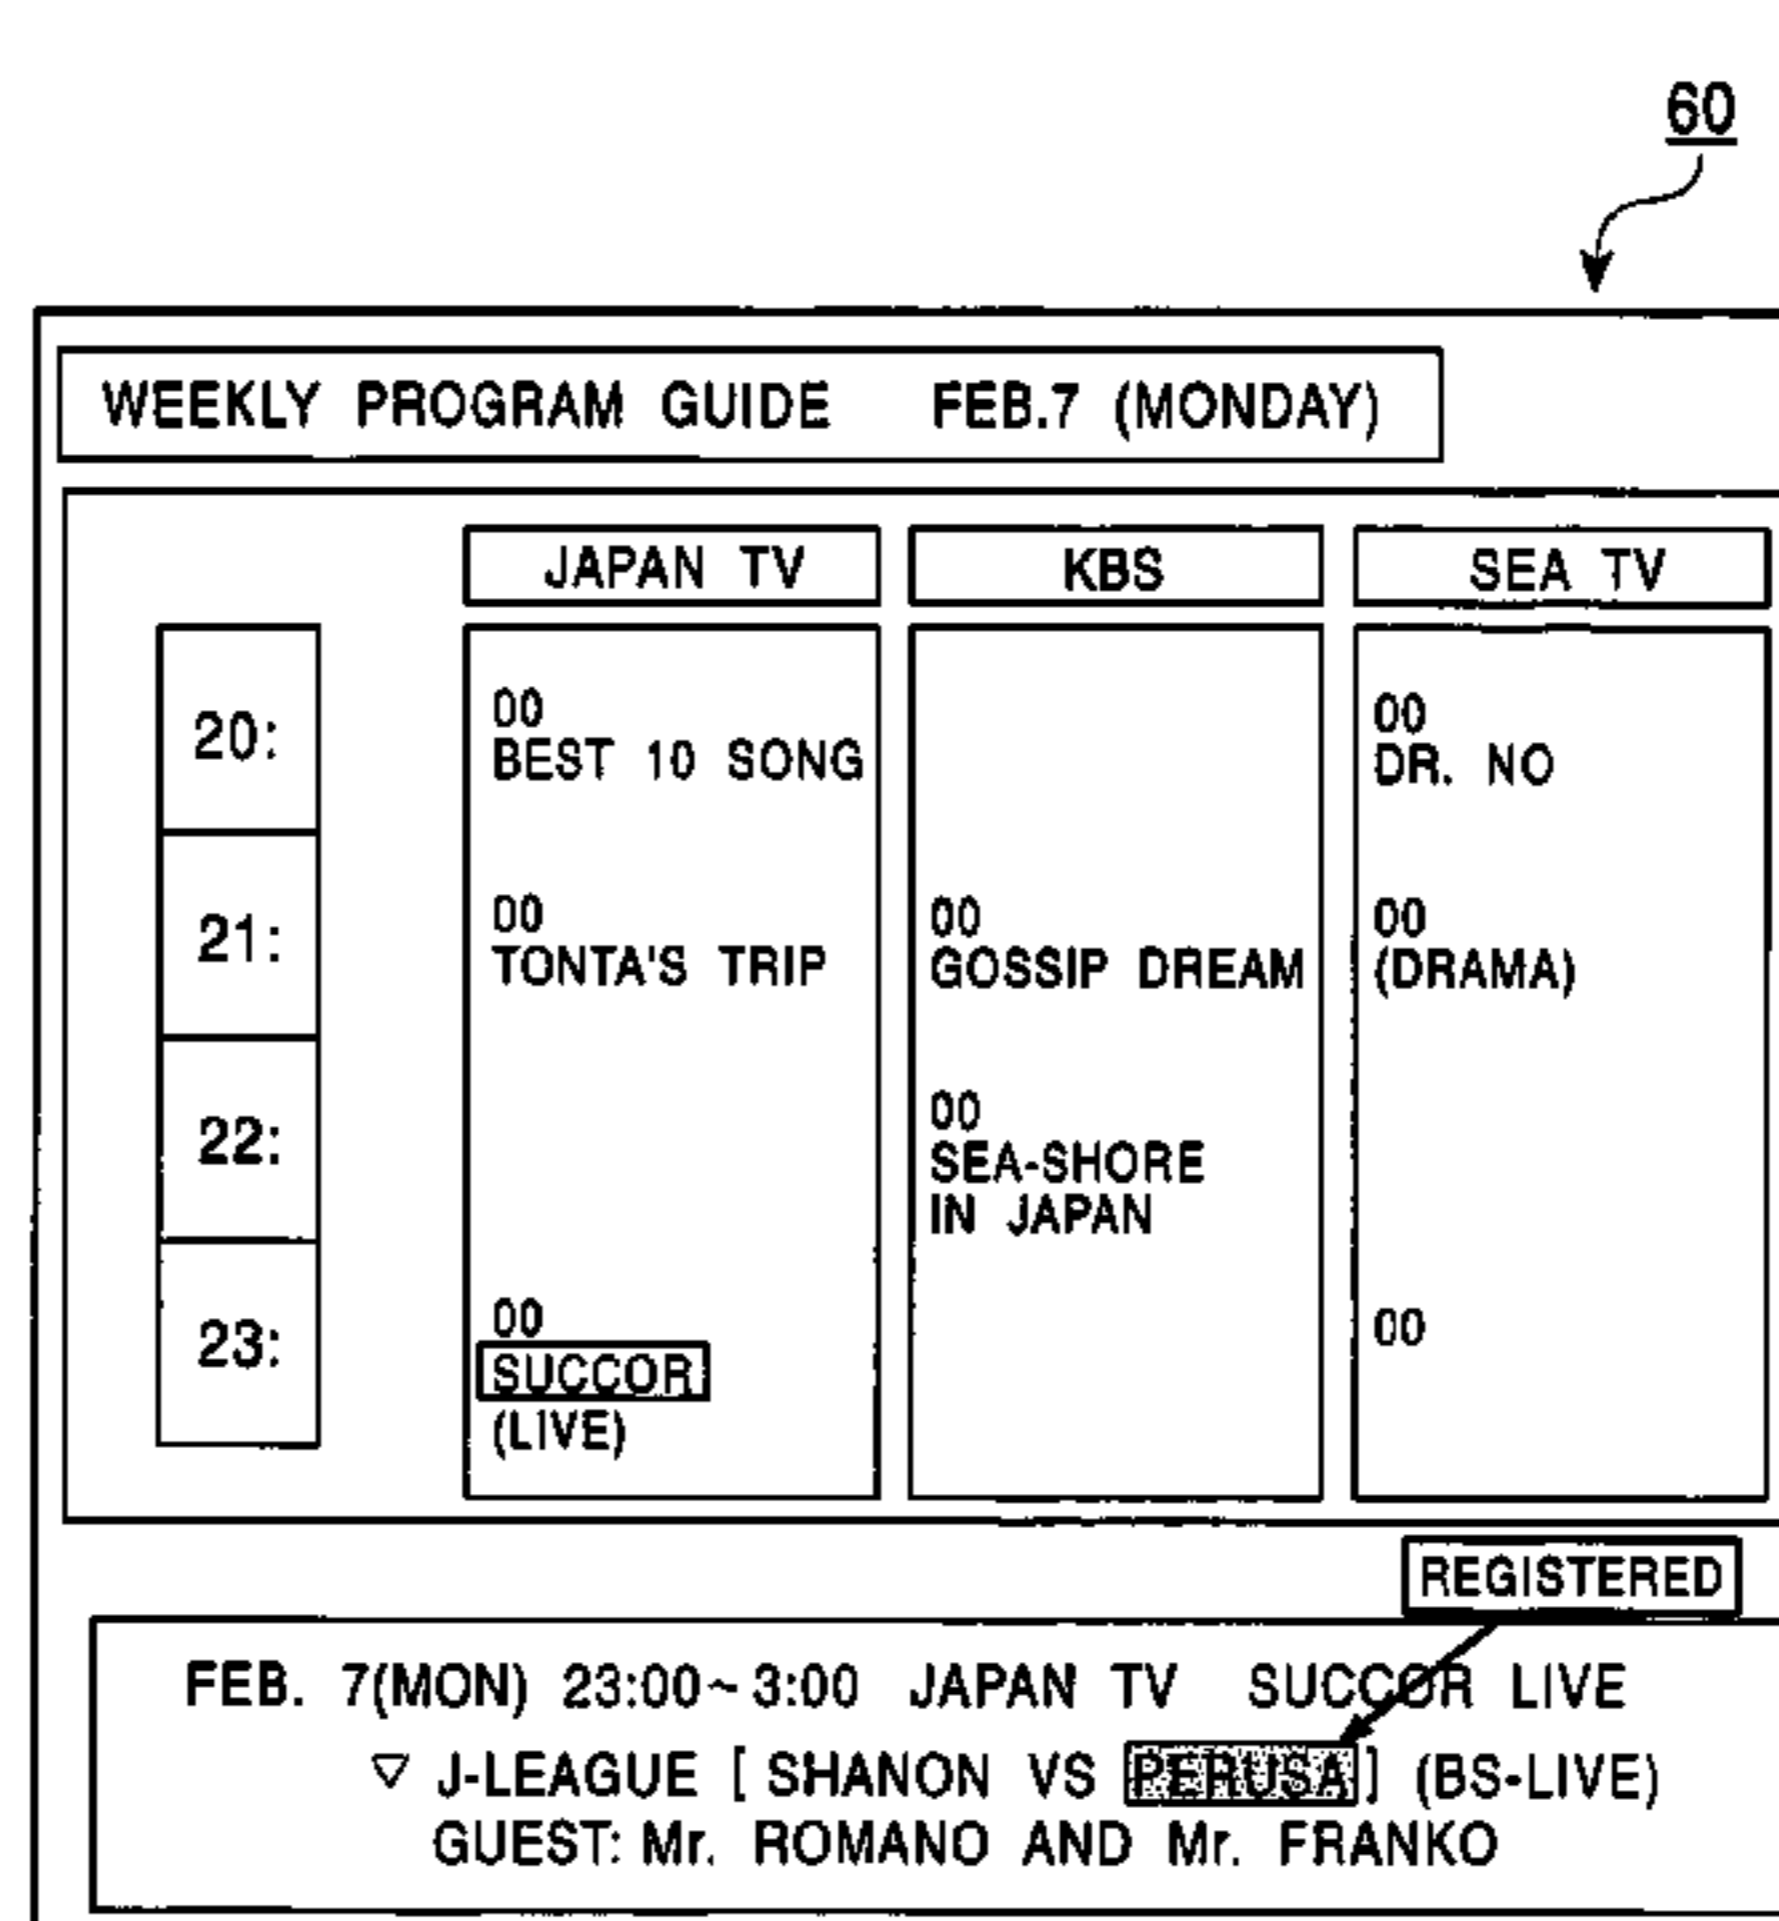 60
WEEKLY PROGRAM GUIDE FEB.7 (MONDAY)
JAPAN TV KBS SEA TV
20:
00
BEST 10 SONG
00
DR. NO
21:
00
TONTA'S TRIP
00
GOSSIP DREAM
00
(DRAMA)
22:
00
SEA-SHORE
IN JAPAN
23:
00
SUCCOR
(LIVE)
00
REGISTERED
FEB. 7(MON) 23:00~3:00 JAPAN TV SUCCOR LIVE
▽ J-LEAGUE [ SHANON VS PERUSA] (BS-LIVE)
GUEST: Mr. ROMANO AND Mr. FRANKO